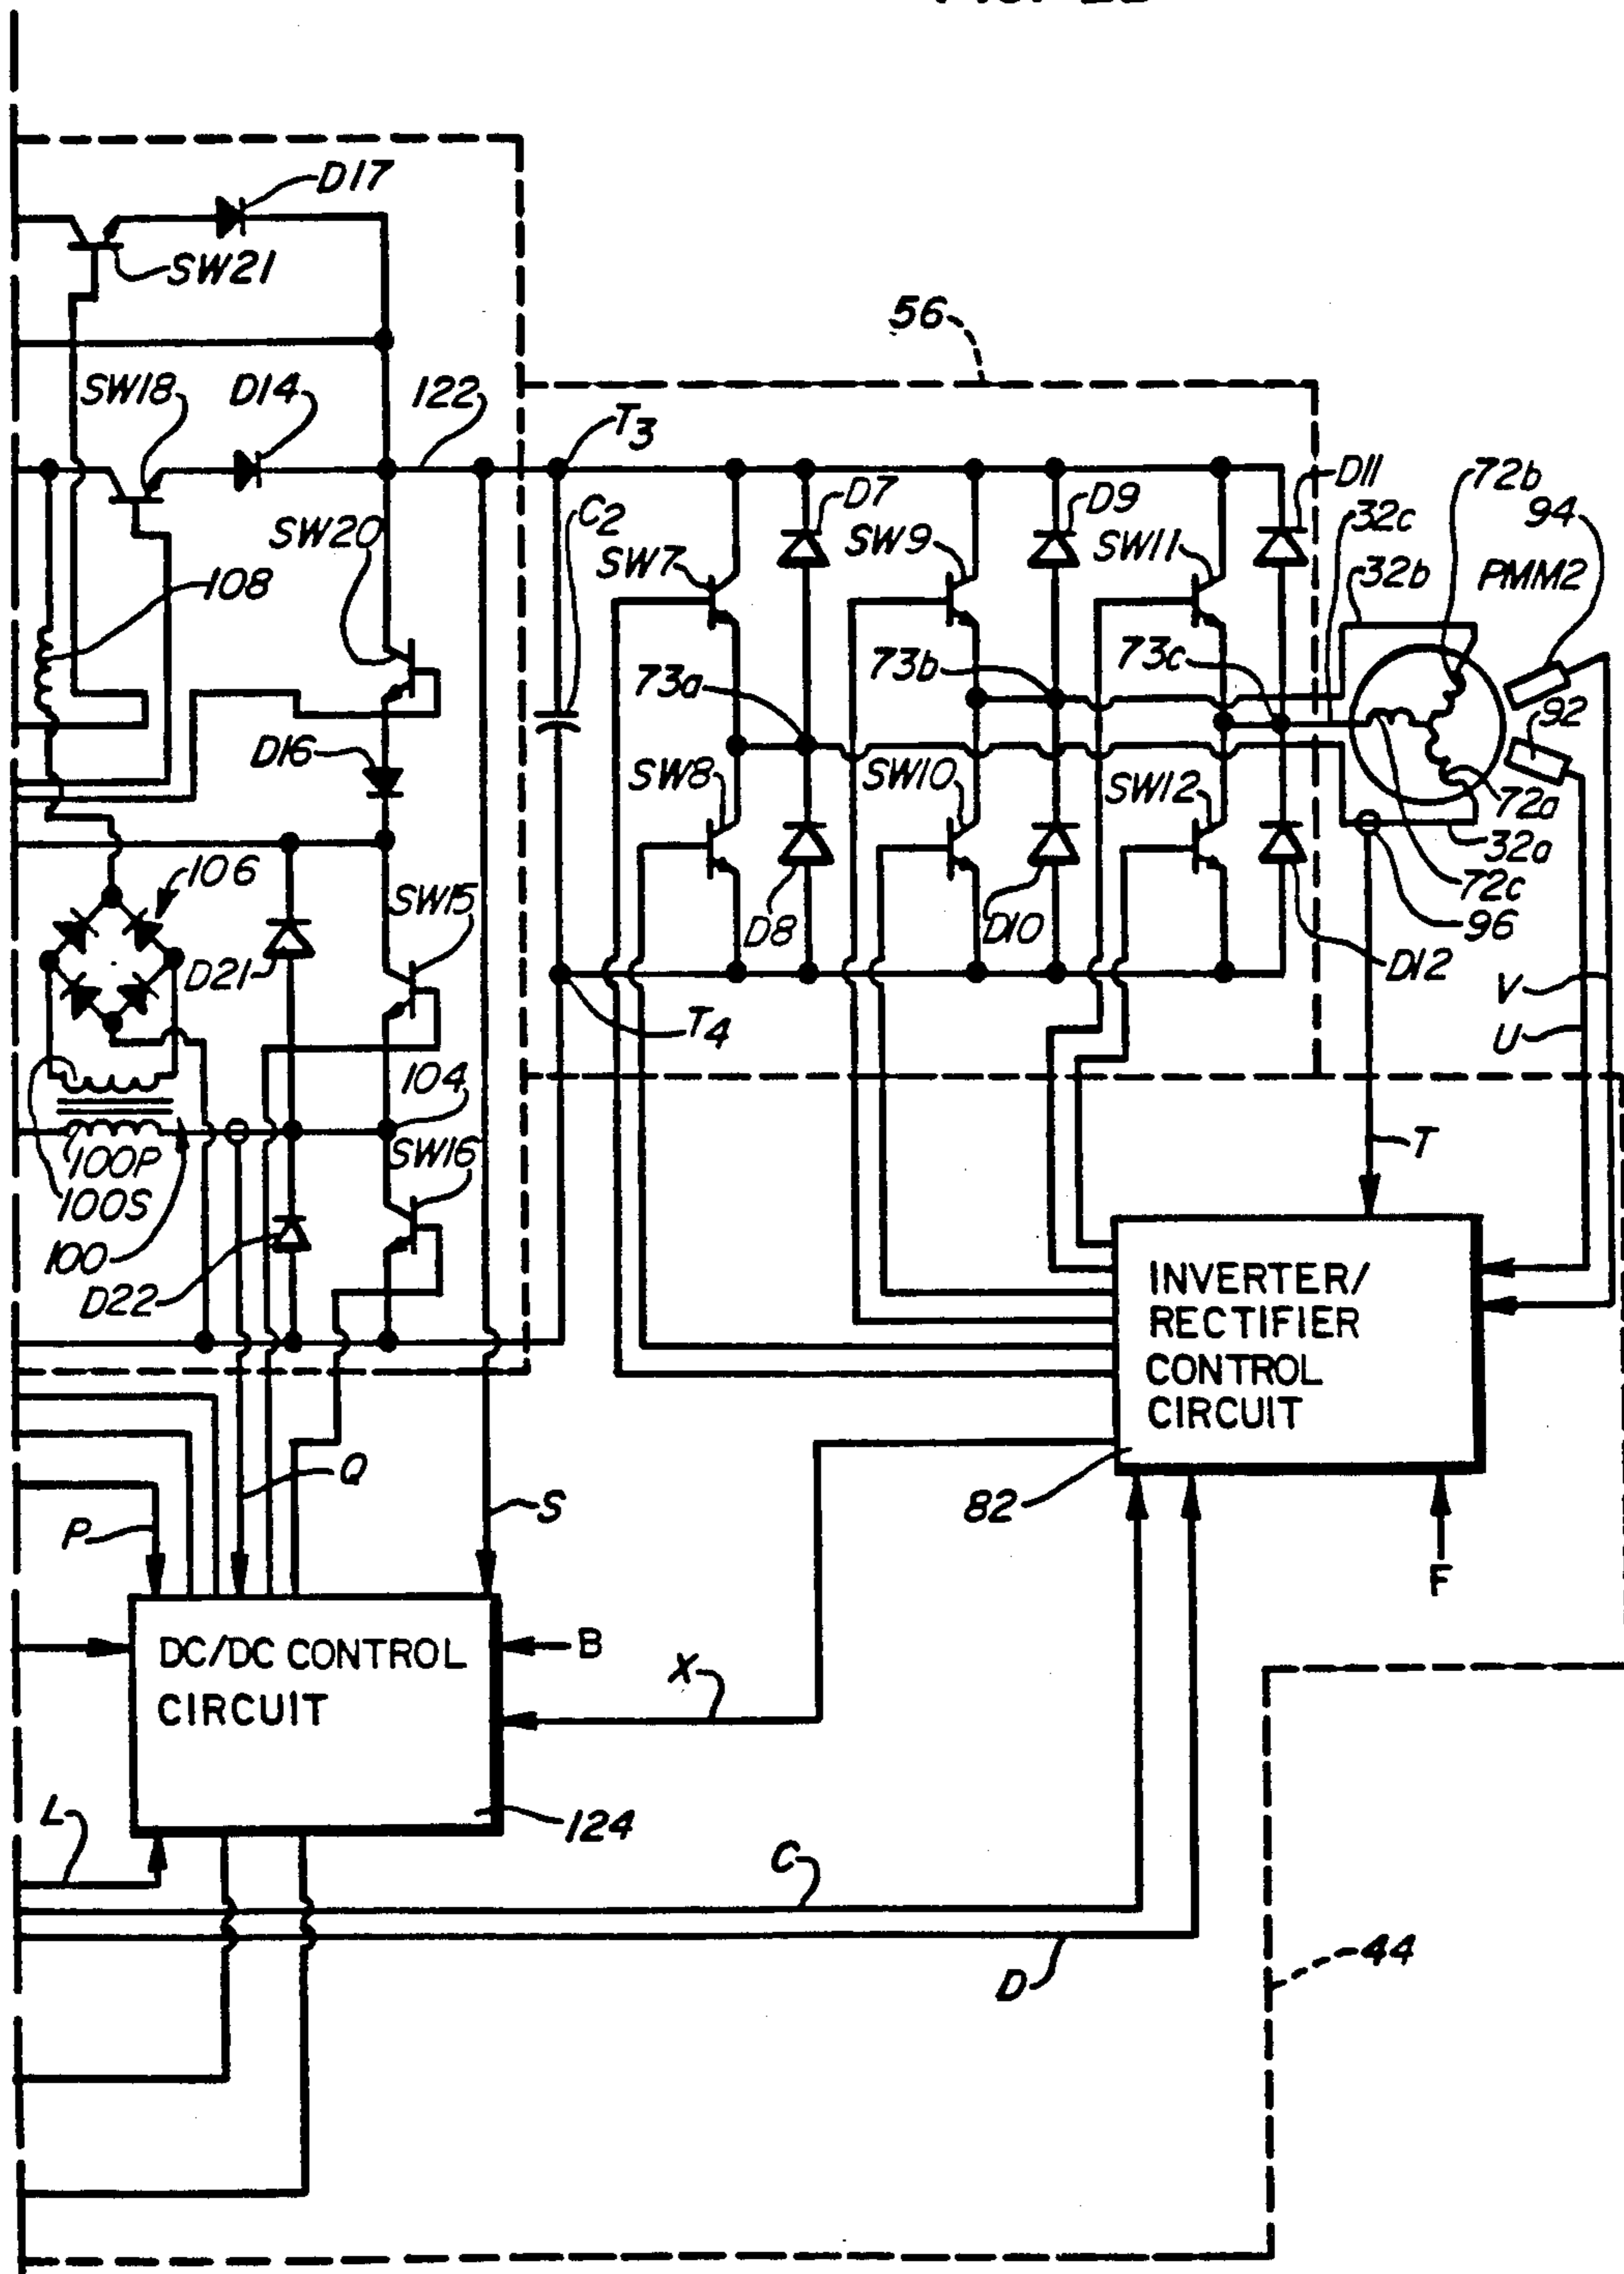 D17
SW21
56
SW18
D14
122
T3
D11
72b
94
C2
D7
D9
32c
SW20
SW7
SW9
SW11
32b
PMM2
108
73a
73b
73c
92
D16
SW8
SW10
SW12
72a
32a
106
72c
SW15
D8
D10
96
D21
D12
V
T4
U
104
SW16
T
100P
100S
100
D22
INVERTER/
RECTIFIER
CONTROL
CIRCUIT
Q
P
S
82
F
DC/DC CONTROL
CIRCUIT
B
X
L
124
C
44
D